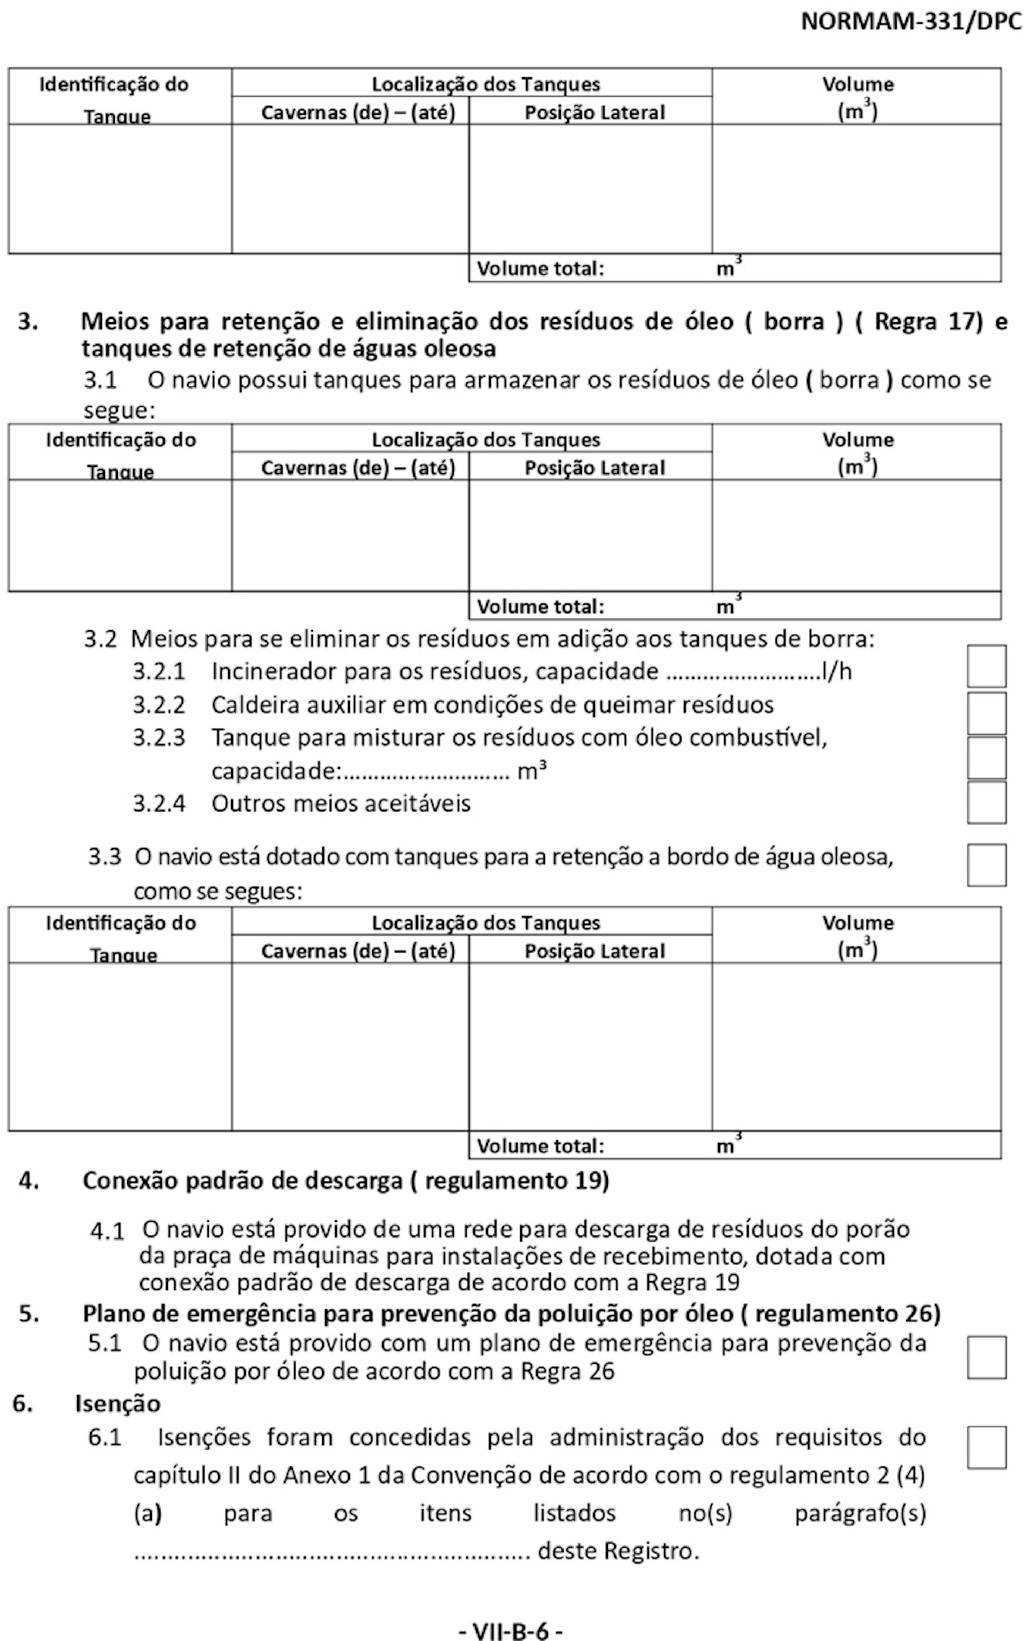 NORMAM-331/DPC
Identificação do Tanque
Localização dos Tanques
Volume (m³)
Cavernas (de) – (até)
Posição Lateral
Volume total: m³
3. Meios para retenção e eliminação dos resíduos de óleo ( borra ) ( Regra 17) e
tanques de retenção de águas oleosa
3.1 O navio possui tanques para armazenar os resíduos de óleo ( borra ) como se
segue:
Identificação do Tanque
Localização dos Tanques
Volume (m³)
Cavernas (de) – (até)
Posição Lateral
Volume total: m³
3.2 Meios para se eliminar os resíduos em adição aos tanques de borra:
3.2.1 Incinerador para os resíduos, capacidade .........................l/h
3.2.2 Caldeira auxiliar em condições de queimar resíduos
3.2.3 Tanque para misturar os resíduos com óleo combustível,
capacidade:........................... m³
3.2.4 Outros meios aceitáveis
3.3 O navio está dotado com tanques para a retenção a bordo de água oleosa,
como se segues:
Identificação do Tanque
Localização dos Tanques
Volume (m³)
Cavernas (de) – (até)
Posição Lateral
Volume total: m³
4. Conexão padrão de descarga ( regulamento 19)
4.1 O navio está provido de uma rede para descarga de resíduos do porão
da praça de máquinas para instalações de recebimento, dotada com
conexão padrão de descarga de acordo com a Regra 19
5. Plano de emergência para prevenção da poluição por óleo ( regulamento 26)
5.1 O navio está provido com um plano de emergência para prevenção da
poluição por óleo de acordo com a Regra 26
6. Isenção
6.1 Isenções foram concedidas pela administração dos requisitos do
capítulo II do Anexo 1 da Convenção de acordo com o regulamento 2 (4)
(a) para os itens listados no(s) parágrafo(s)
........................................................... deste Registro.
- VII-B-6 -